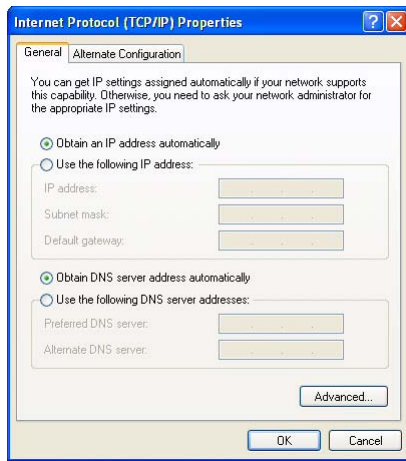 Internet Protocol (TCP/IP) Properties
General
Alternate Configuration
You can get IP settings assigned automatically if your network supports
this capability. Otherwise, you need to ask your network administrator for
the appropriate IP settings.
Obtain an IP address automatically
Use the following IP address:
IP address:
Subnet mask:
Default gateway:
Obtain DNS server address automatically
Use the following DNS server addresses:
Preferred DNS server:
Alternate DNS server:
Advanced...
OK
Cancel